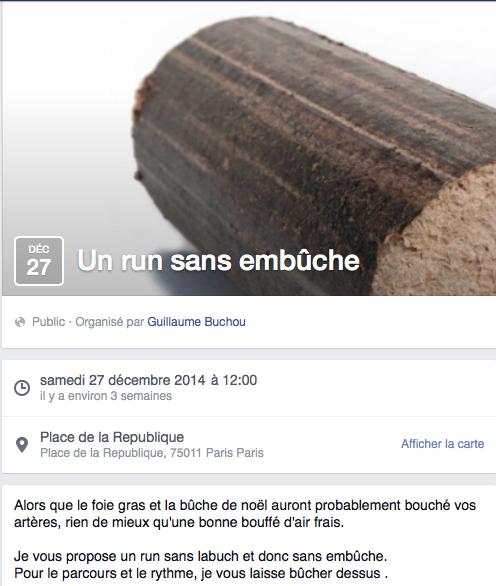 DÉC
27
Un run sans embûche
Public · Organisé par Guillaume Buchou
samedi 27 décembre 2014 à 12:00
il y a environ 3 semaines
Place de la Republique
Place de la Republique, 75011 Paris Paris
Afficher la carte
Alors que le foie gras et la bûche de noël auront probablement bouché vos
artères, rien de mieux qu'une bonne bouffé d'air frais.
Je vous propose un run sans labuch et donc sans embûche.
Pour le parcours et le rythme, je vous laisse bûcher dessus .